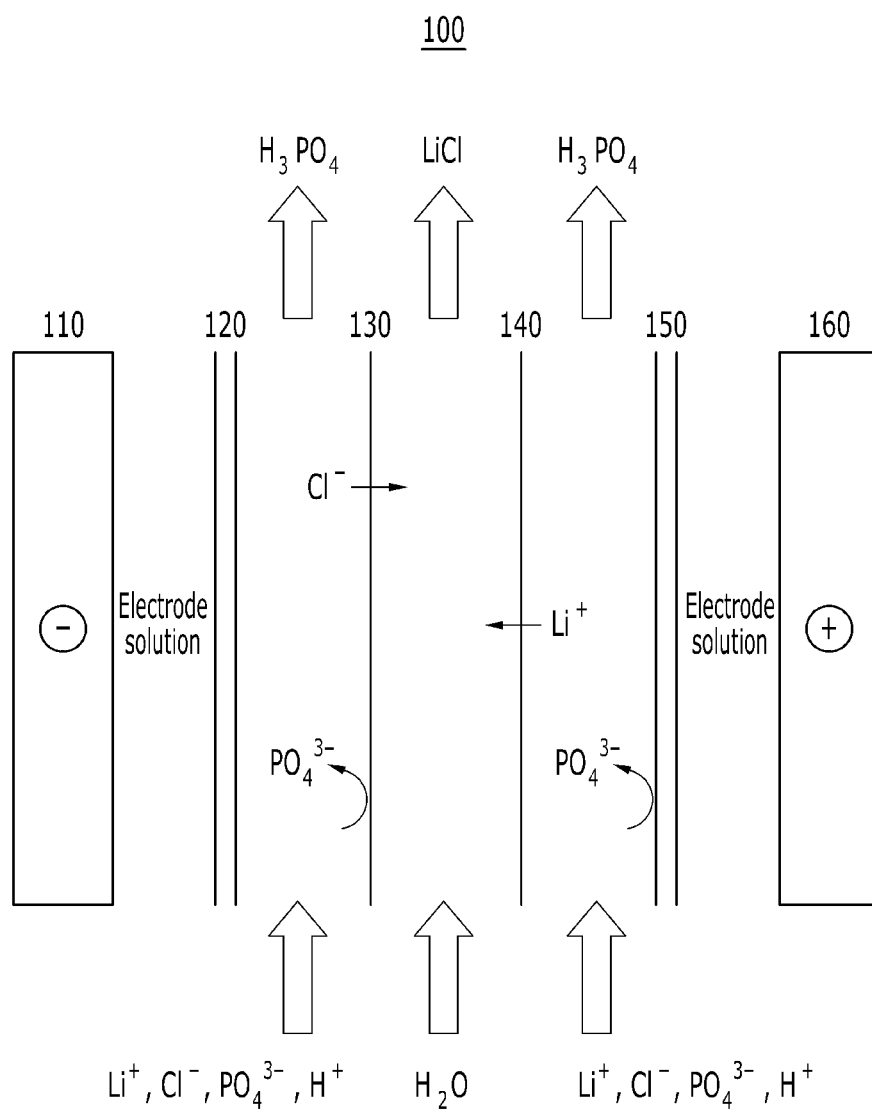 100
H₃PO₄ LiCl H₃PO₄
110 120 130 140 150 160
Cl⁻
− Electrode solution Li⁺ Electrode solution +
PO₄³⁻ PO₄³⁻
Li⁺, Cl⁻, PO₄³⁻, H⁺ H₂O Li⁺, Cl⁻, PO₄³⁻, H⁺